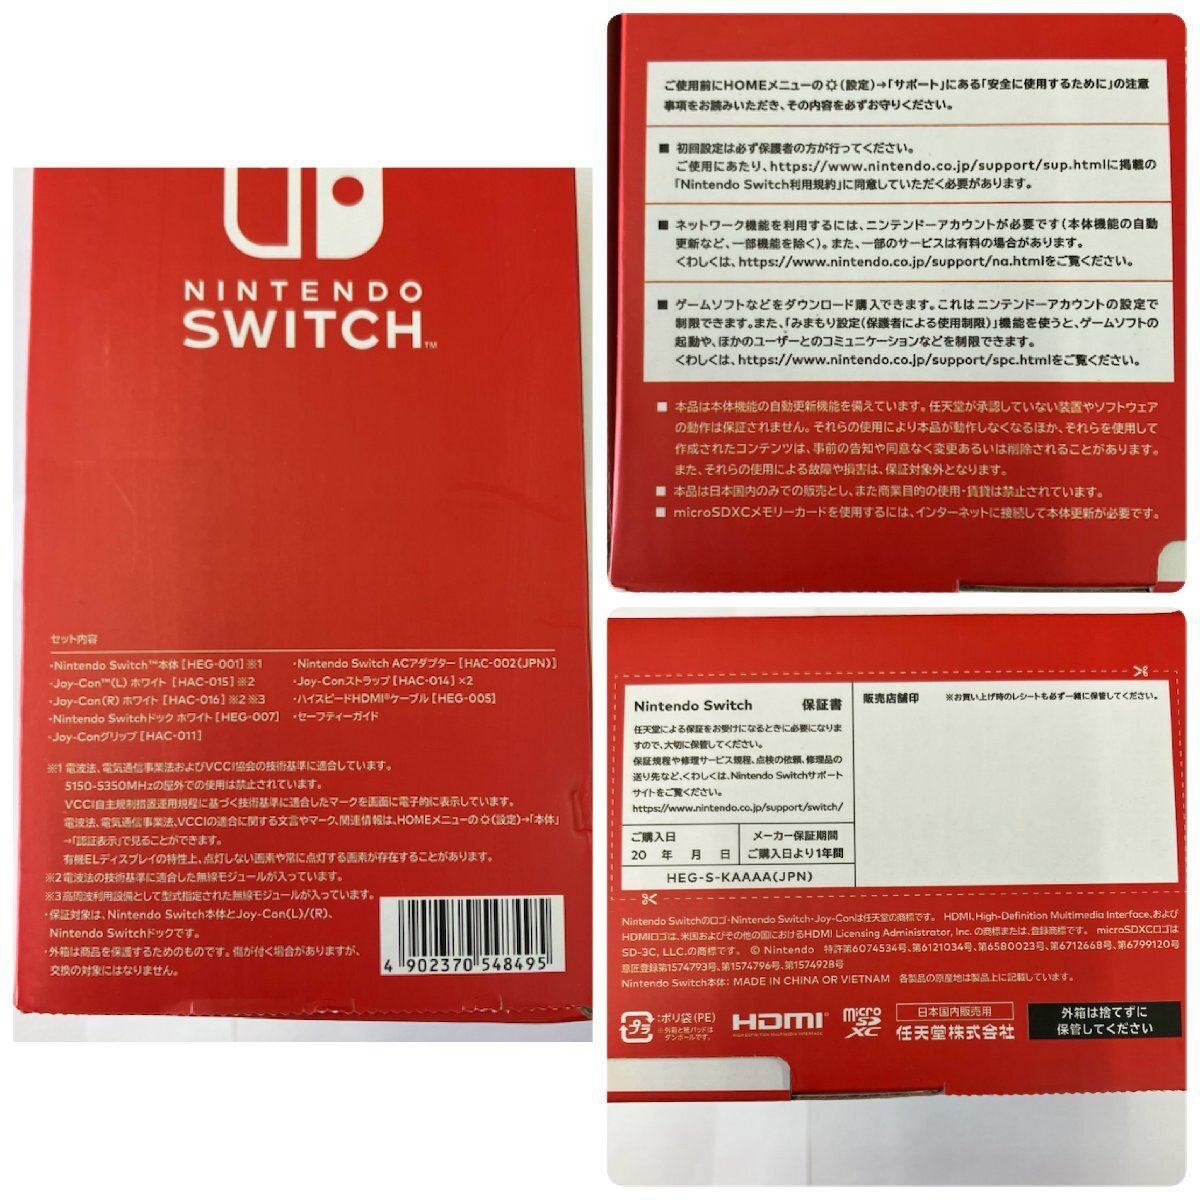 NINTENDO
SWITCH™
セット内容
・Nintendo Switch™本体[HEG-001]※1
・Joy-Con™(L) ホワイト [HAC-015]※2
・Joy-Con(R) ホワイト [HAC-016]※2 ※3
・Nintendo Switchドック ホワイト[HEG-007]
・Joy-Conグリップ[HAC-011]
・Nintendo Switch ACアダプター[HAC-002(JPN)]
・Joy-Conストラップ[HAC-014]×2
・ハイスピードHDMI®ケーブル[HEG-005]
・セーフティーガイド
※1 電波法、電気通信事業法およびVCCI協会の技術基準に適合しています。
5150-5350MHzの屋外での使用は禁止されています。
VCCI自主規制措置運用規程に基づく技術基準に適合したマークを画面に電子的に表示しています。
電波法、電気通信事業法、VCCIの適合に関する文言やマーク、関連情報は、HOMEメニューの(設定)→「本体」
→「認証表示」で見ることができます。
有機ELディスプレイの特性上、点灯しない画素や常に点灯する画素が存在することがあります。
※2 電波法の技術基準に適合した無線モジュールが入っています。
※3 高周波利用設備として型式指定された無線モジュールが入っています。
・保証対象は、Nintendo Switch本体とJoy-Con(L)/(R)、
Nintendo Switchドックです。
・外箱は商品を保護するためのものです。傷が付く場合がありますが、
交換の対象にはなりません。
4 902370 548495
ご使用前にHOMEメニューの(設定)→「サポート」にある「安全に使用するために」の注意
事項をお読みいただき、その内容を必ずお守りください。
■ 初回設定は必ず保護者の方が行ってください。
ご使用にあたり、https://www.nintendo.co.jp/support/sup.htmlに掲載の
「Nintendo Switch利用規約」に同意していただく必要があります。
■ ネットワーク機能を利用するには、ニンテンドーアカウントが必要です(本体機能の自動
更新など、一部機能を除く)。また、一部のサービスは有料の場合があります。
くわしくは、https://www.nintendo.co.jp/support/na.htmlをご覧ください。
■ ゲームソフトなどをダウンロード購入できます。これはニンテンドーアカウントの設定で
制限できます。また、「みまもり設定(保護者による使用制限)」機能を使うと、ゲームソフトの
起動や、ほかのユーザーとのコミュニケーションなどを制限できます。
くわしくは、https://www.nintendo.co.jp/support/spc.htmlをご覧ください。
■ 本品は本体機能の自動更新機能を備えています。任天堂が承認していない装置やソフトウェア
の動作は保証されません。それらの使用により本品が動作しなくなるほか、それらを使用して
作成されたコンテンツは、事前の告知や同意なく変更あるいは削除されることがあります。
また、それらの使用による故障や損害は、保証対象外となります。
■ 本品は日本国内のみでの販売とし、また商業目的の使用・賃貸は禁止されています。
■ microSDXCメモリーカードを使用するには、インターネットに接続して本体更新が必要です。
Nintendo Switch 保証書
任天堂による保証をお受けになるときに必要になりま
すので、大切に保管してください。
保証規程や修理サービス規程、点検の依頼、修理品の
送り先など、くわしくは、Nintendo Switchサポート
サイトをご覧ください。
https://www.nintendo.co.jp/support/switch/
ご購入日
20 年 月 日
メーカー保証期間
ご購入日より1年間
HEG-S-KAAAA(JPN)
販売店舗印 ※お買い上げ時のレシートも必ず一緒に保管してください。
Nintendo Switchのロゴ・Nintendo Switch・Joy-Conは任天堂の商標です。 HDMI、High-Definition Multimedia Interface、および
HDMIロゴは、米国およびその他の国におけるHDMI Licensing Administrator, Inc. の商標または、登録商標です。 microSDXCロゴは
SD-3C, LLC.の商標です。 © Nintendo 特許第6074534号、第6121034号、第6580023号、第6712668号、第6799120号
意匠登録第1574793号、第1574796号、第1574928号
Nintendo Switch本体: MADE IN CHINA OR VIETNAM 各製品の原産地は製品上に記載しています。
プラ
:ポリ袋(PE)
※外箱と紙パッドは
ダンボールです。
HDMI®
HIGH-DEFINITION MULTIMEDIA INTERFACE
micro
SD
XC
日本国内販売用
任天堂株式会社
外箱は捨てずに
保管してください